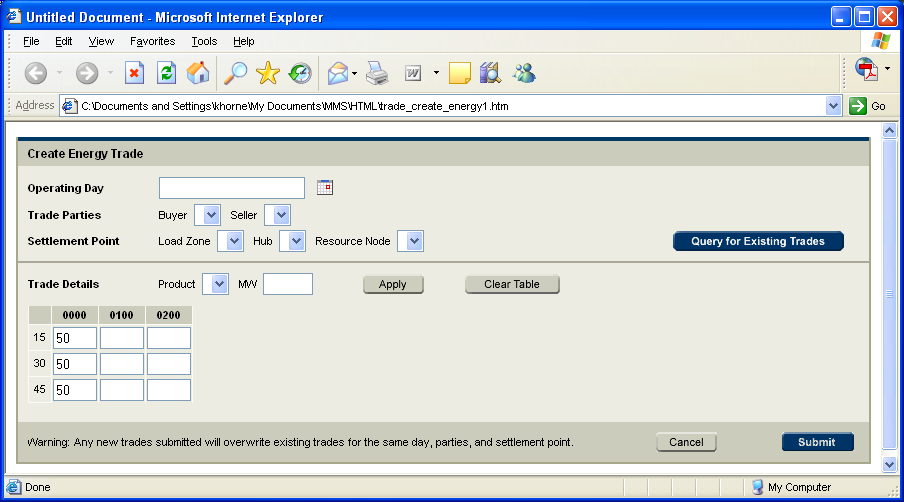 Untitled Document - Microsoft Internet Explorer
File Edit View Favorites Tools Help
W
Address C:\Documents and Settings\khorne\My Documents\MMS\HTML\trade_create_energy1.htm Go
Create Energy Trade
Operating Day
Trade Parties Buyer Seller
Settlement Point Load Zone Hub Resource Node Query for Existing Trades
Trade Details Product MW Apply Clear Table
0000 0100 0200
15 50
30 50
45 50
Warning: Any new trades submitted will overwrite existing trades for the same day, parties, and settlement point. Cancel Submit
Done My Computer